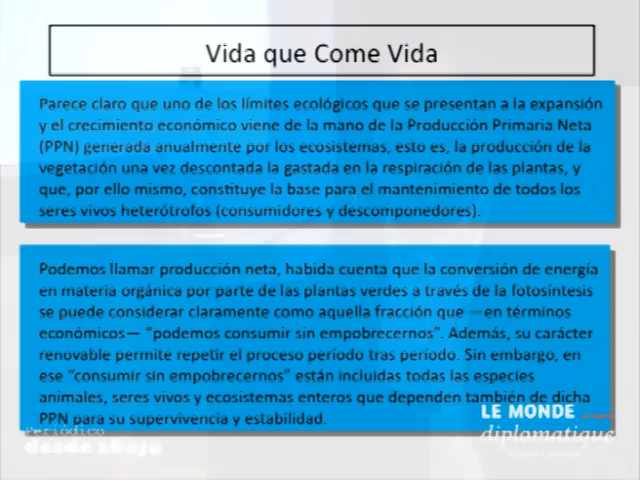 Vida que Come Vida
Parece claro que uno de los límites ecológicos que se presentan a la expansión
y el crecimiento económico viene de la mano de la Producción Primaria Neta
(PPN) generada anualmente por los ecosistemas, esto es, la producción de la
vegetación una vez descontada la gastada en la respiración de las plantas, y
que, por ello mismo, constituye la base para el mantenimiento de todos los
seres vivos heterótrofos (consumidores y descomponedores).
Podemos llamar producción neta, habida cuenta que la conversión de energía
en materia orgánica por parte de las plantas verdes a través de la fotosíntesis
se puede considerar claramente como aquella fracción que —en términos
económicos— “podemos consumir sin empobrecernos”. Además, su carácter
renovable permite repetir el proceso período tras período. Sin embargo, en
ese “consumir sin empobrecernos” están incluidas todas las especies
animales, seres vivos y ecosistemas enteros que dependen también de dicha
PPN para su supervivencia y estabilidad.
LE MONDE
diplomatique
Periódico
desde abajo